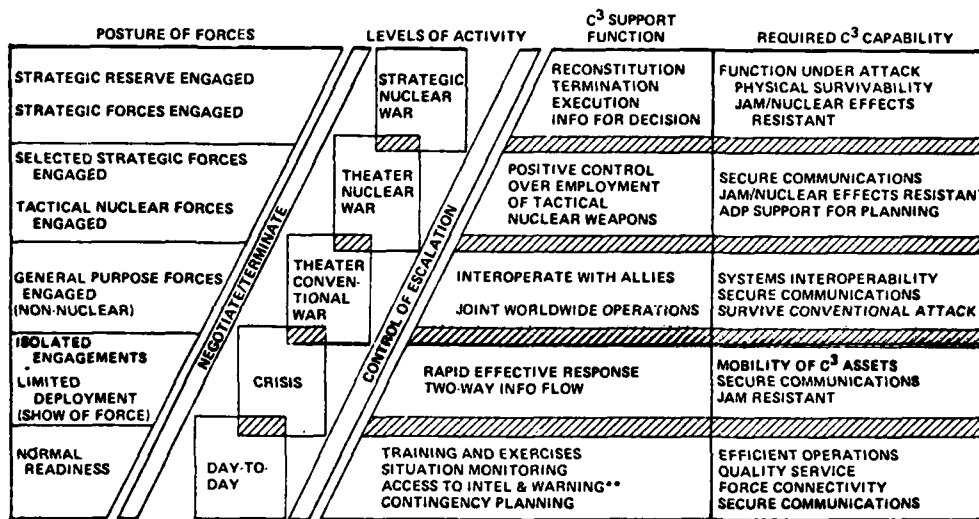 POSTURE OF FORCES
LEVELS OF ACTIVITY
C³ SUPPORT
FUNCTION
REQUIRED C³ CAPABILITY
STRATEGIC RESERVE ENGAGED
STRATEGIC FORCES ENGAGED
STRATEGIC
NUCLEAR
WAR
RECONSTITUTION
TERMINATION
EXECUTION
INFO FOR DECISION
FUNCTION UNDER ATTACK
PHYSICAL SURVIVABILITY
JAM/NUCLEAR EFFECTS
RESISTANT
SELECTED STRATEGIC FORCES
ENGAGED
TACTICAL NUCLEAR FORCES
ENGAGED
THEATER
NUCLEAR
WAR
POSITIVE CONTROL
OVER EMPLOYMENT
OF TACTICAL
NUCLEAR WEAPONS
SECURE COMMUNICATIONS
JAM/NUCLEAR EFFECTS RESISTANT
ADP SUPPORT FOR PLANNING
NEGOTIATE/TERMINATE
CONTROL OF ESCALATION
GENERAL PURPOSE FORCES
ENGAGED
(NON-NUCLEAR)
THEATER
CONVEN-
TIONAL
WAR
INTEROPERATE WITH ALLIES
JOINT WORLDWIDE OPERATIONS
SYSTEMS INTEROPERABILITY
SECURE COMMUNICATIONS
SURVIVE CONVENTIONAL ATTACK
ISOLATED
ENGAGEMENTS
LIMITED
DEPLOYMENT
(SHOW OF FORCE)
CRISIS
RAPID EFFECTIVE RESPONSE
TWO-WAY INFO FLOW
MOBILITY OF C³ ASSETS
SECURE COMMUNICATIONS
JAM RESISTANT
NORMAL
READINESS
DAY-TO-
DAY
TRAINING AND EXERCISES
SITUATION MONITORING
ACCESS TO INTEL & WARNING**
CONTINGENCY PLANNING
EFFICIENT OPERATIONS
QUALITY SERVICE
FORCE CONNECTIVITY
SECURE COMMUNICATIONS